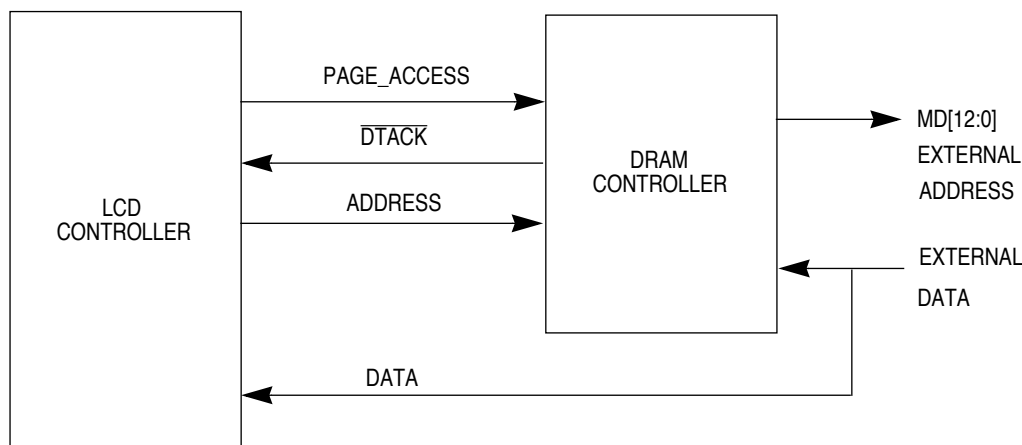 PAGE_ACCESS
DTACK
ADDRESS
LCD
CONTROLLER
DRAM
CONTROLLER
MD[12:0]
EXTERNAL
ADDRESS
EXTERNAL
DATA
DATA